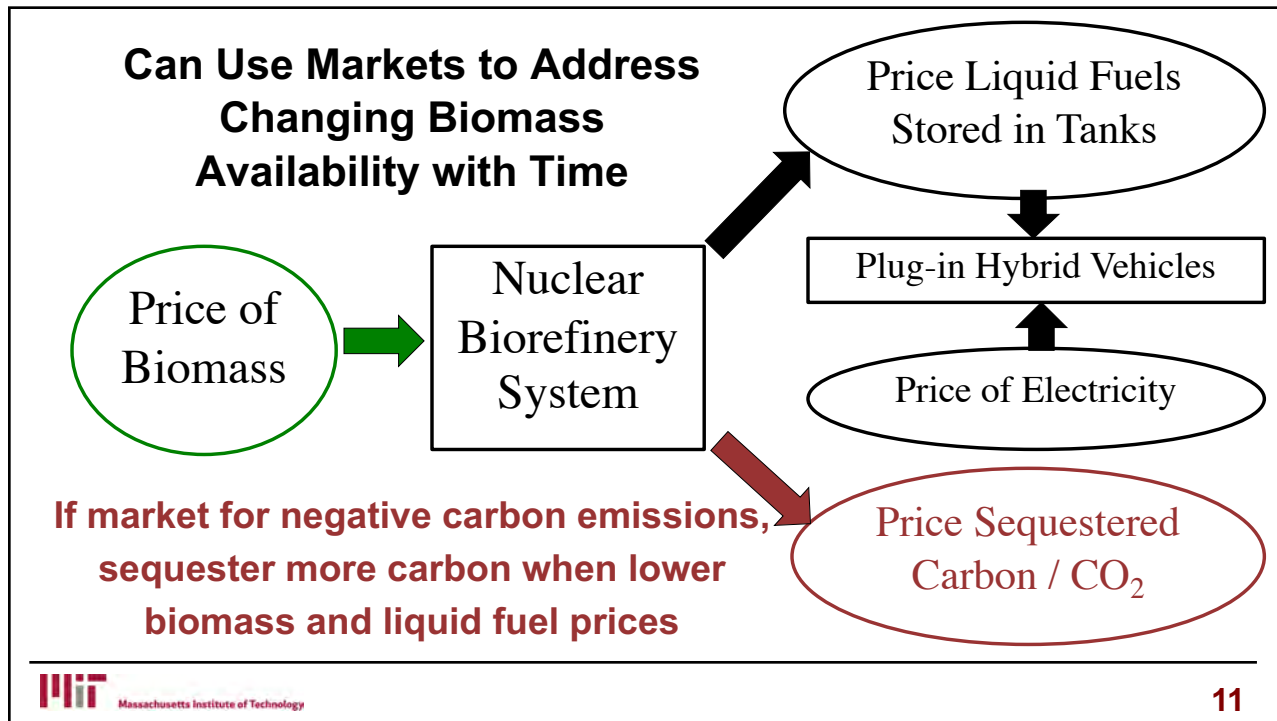 Can Use Markets to Address
Changing Biomass
Availability with Time
Price Liquid Fuels
Stored in Tanks
Plug-in Hybrid Vehicles
Price of Electricity
Price of
Biomass
Nuclear
Biorefinery
System
If market for negative carbon emissions,
sequester more carbon when lower
biomass and liquid fuel prices
Price Sequestered
Carbon / CO₂
MIT Massachusetts Institute of Technology
11